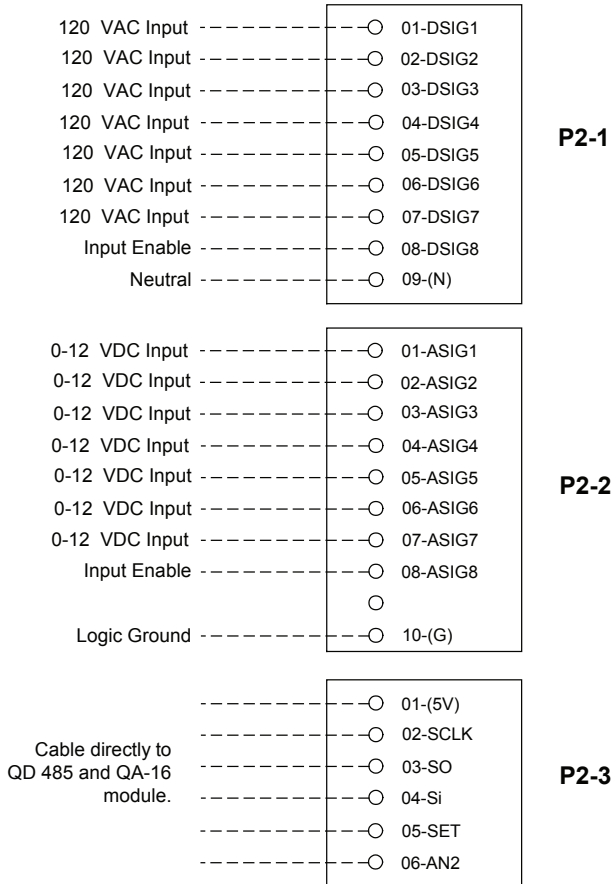 120 VAC Input 01-DSIG1
120 VAC Input 02-DSIG2
120 VAC Input 03-DSIG3
120 VAC Input 04-DSIG4
120 VAC Input 05-DSIG5
120 VAC Input 06-DSIG6
120 VAC Input 07-DSIG7
Input Enable 08-DSIG8
Neutral 09-(N)
P2-1
0-12 VDC Input 01-ASIG1
0-12 VDC Input 02-ASIG2
0-12 VDC Input 03-ASIG3
0-12 VDC Input 04-ASIG4
0-12 VDC Input 05-ASIG5
0-12 VDC Input 06-ASIG6
0-12 VDC Input 07-ASIG7
Input Enable 08-ASIG8
Logic Ground 10-(G)
P2-2
Cable directly to
QD 485 and QA-16
module.
01-(5V)
02-SCLK
03-SO
04-Si
05-SET
06-AN2
P2-3